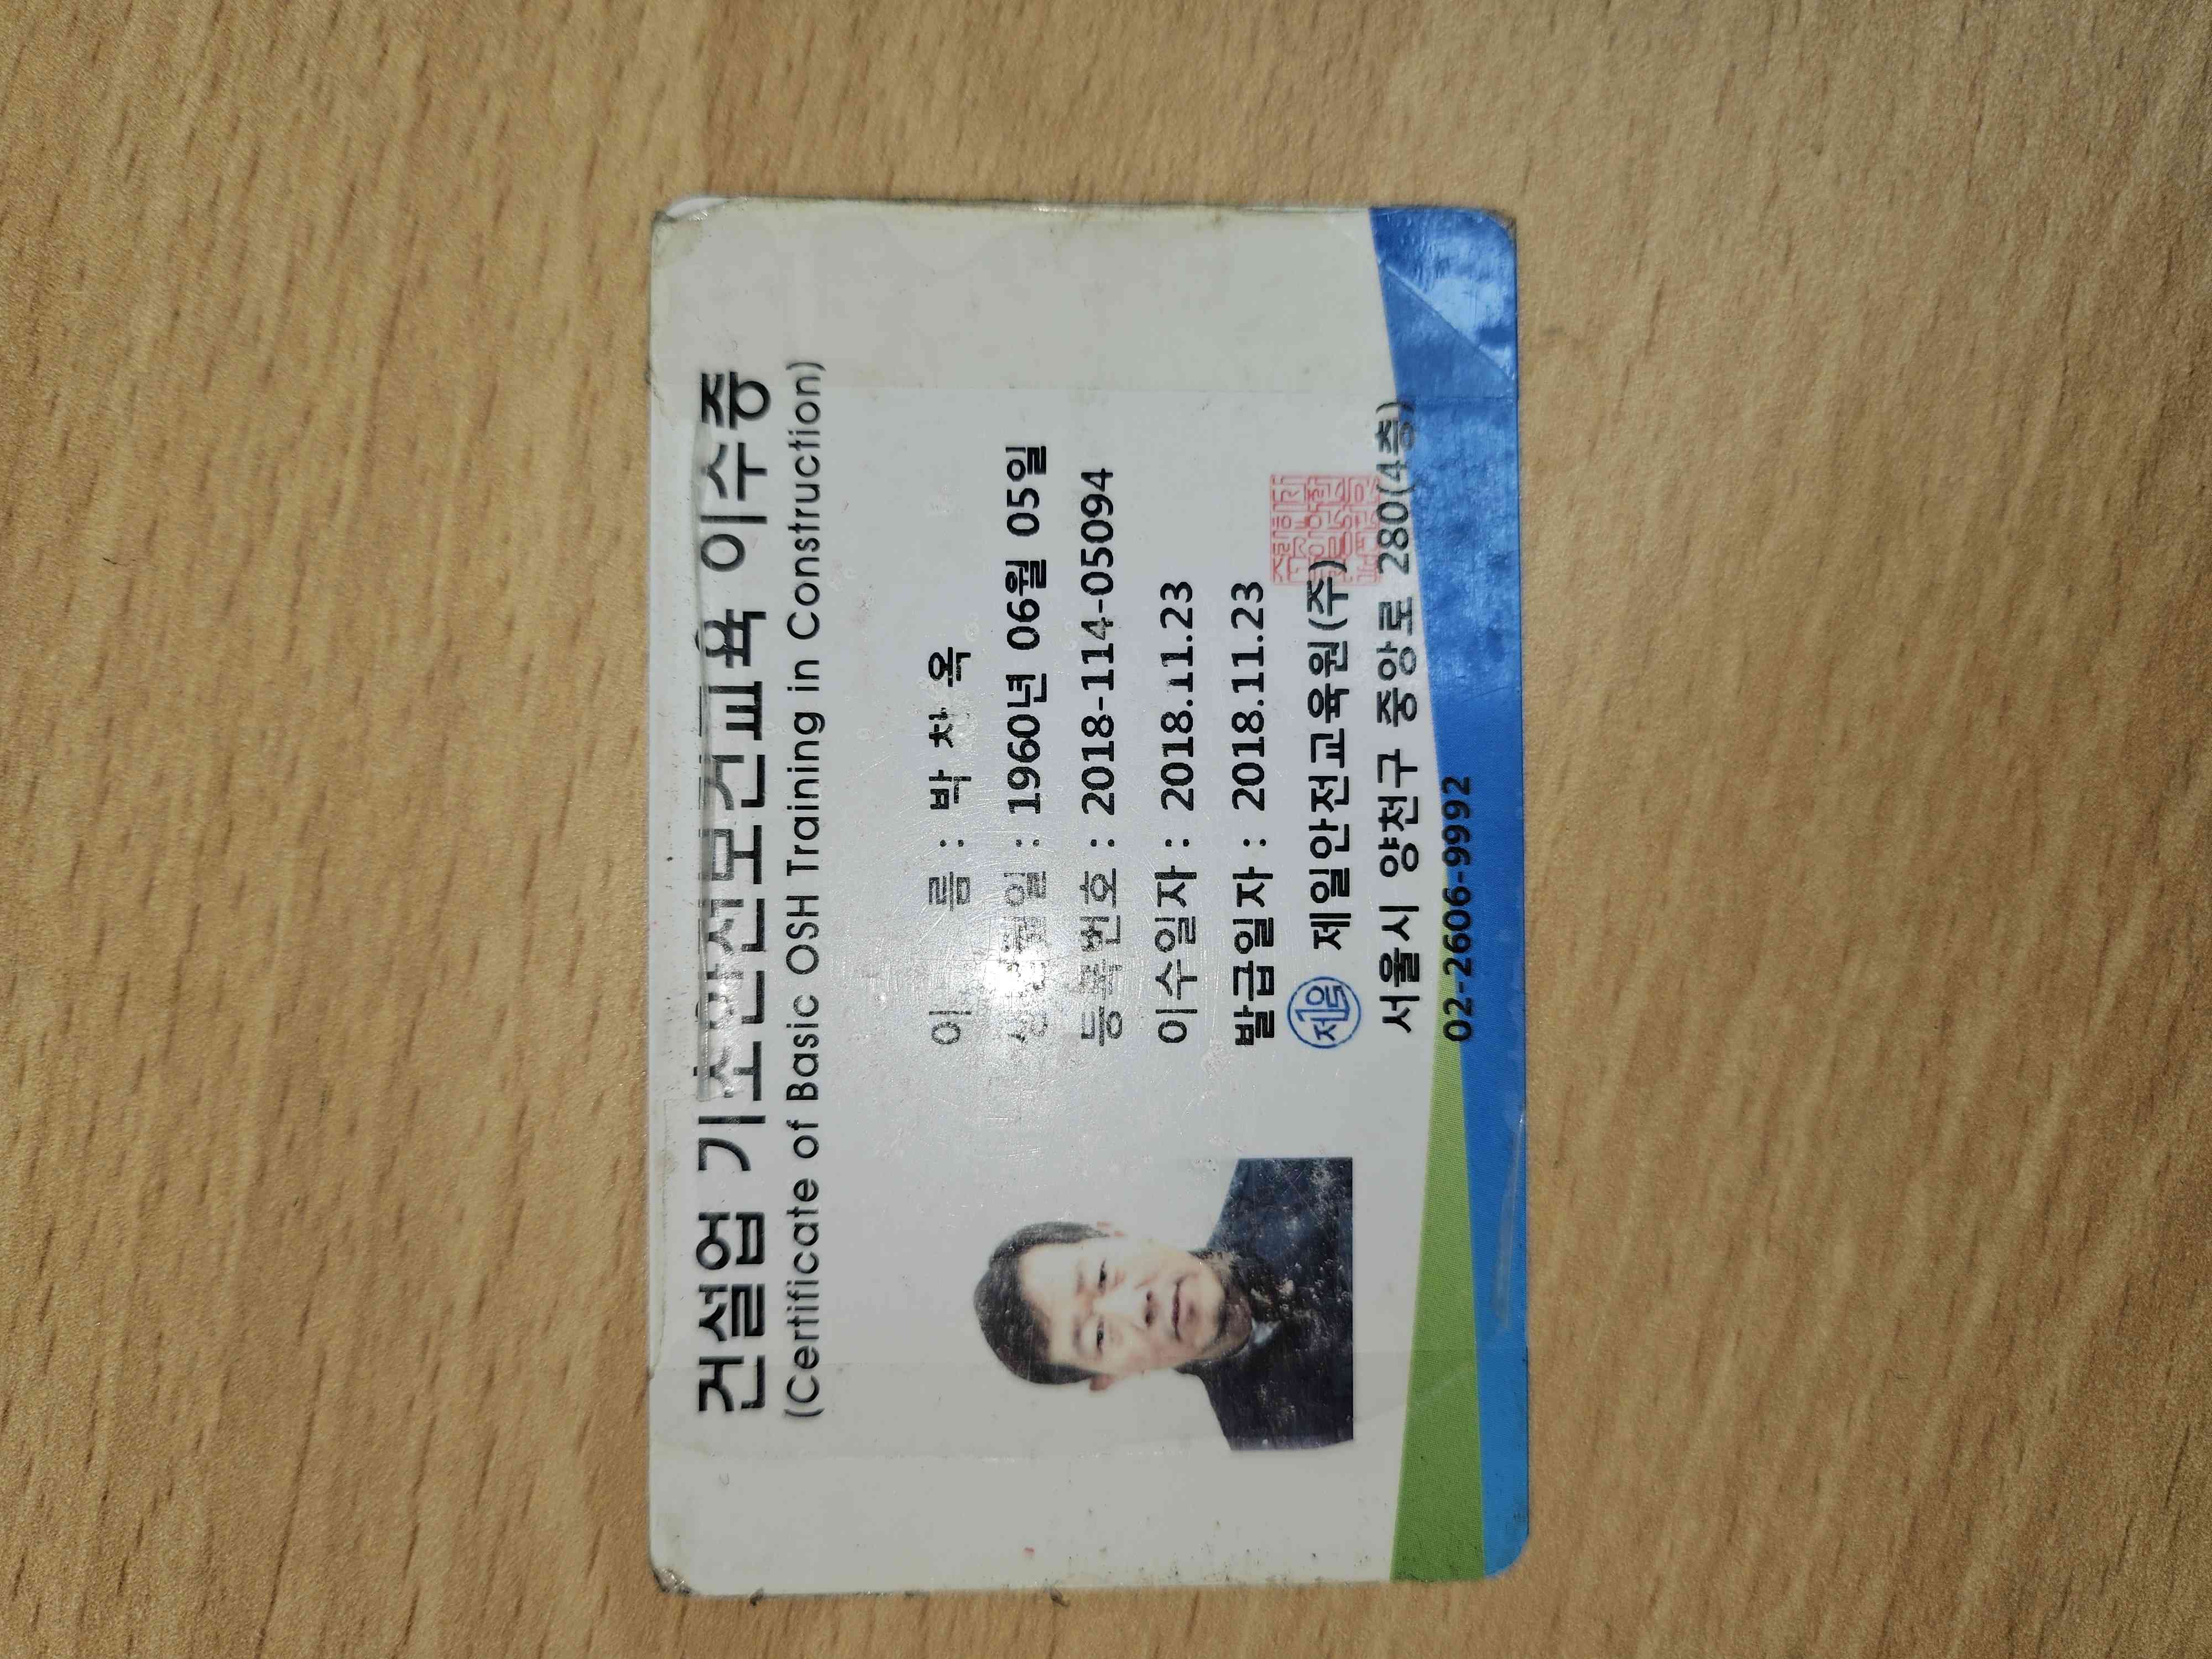 건설업 기초안전보건교육 이수증
(Certificate of Basic OSH Training in Construction)
이 름 : 박 차 옥
생년월일 : 1960년 06월 05일
등록번호 : 2018-114-05094
이수일자 : 2018.11.23
발급일자 : 2018.11.23
제일 제일안전교육원(주)
서울시 양천구 중앙로 280(4층)
02-2606-9992